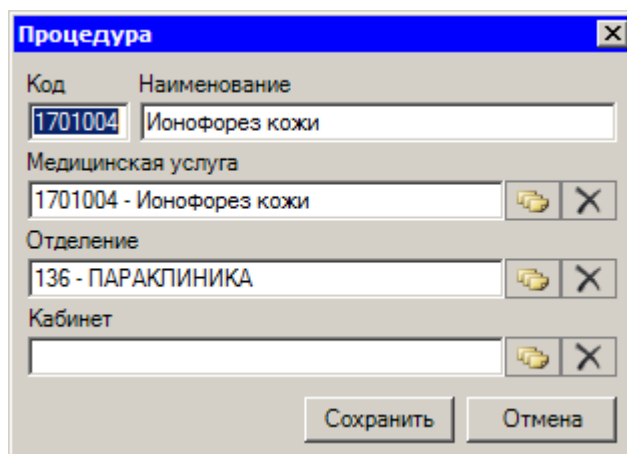 Процедура
Код Наименование
1701004 Ионофорез кожи
Медицинская услуга
1701004 - Ионофорез кожи
Отделение
136 - ПАРАКЛИНИКА
Кабинет
Сохранить Отмена